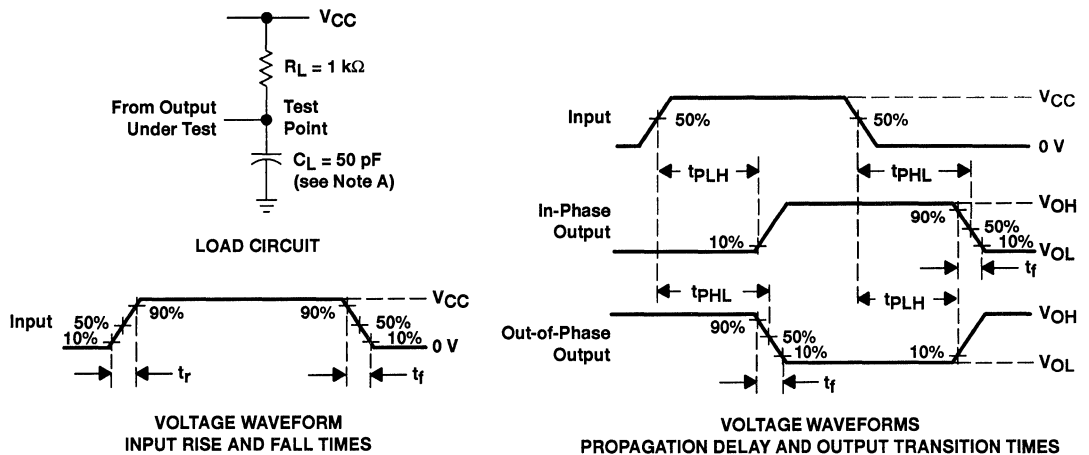 VCC
RL = 1 kΩ
From Output
Under Test
Test
Point
CL = 50 pF
(see Note A)
LOAD CIRCUIT
Input
50%
10%
90%
90%
50%
10%
VCC
0 V
tr
tf
VOLTAGE WAVEFORM
INPUT RISE AND FALL TIMES
Input
50%
50%
VCC
0 V
tPLH
tPHL
In-Phase
Output
10%
90%
50%
10%
VOH
VOL
tf
tPHL
tPLH
Out-of-Phase
Output
90%
50%
10%
10%
VOH
VOL
tf
VOLTAGE WAVEFORMS
PROPAGATION DELAY AND OUTPUT TRANSITION TIMES